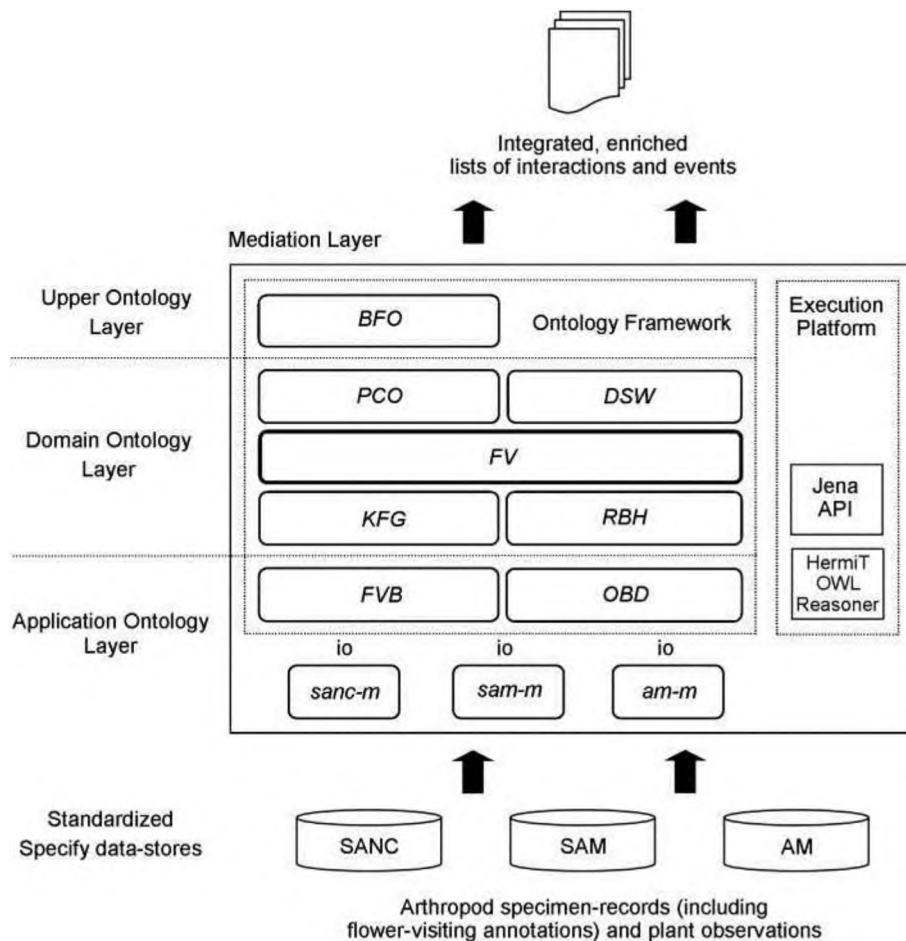 Integrated, enriched
lists of interactions and events
Mediation Layer
Upper Ontology
Layer
BFO
Ontology Framework
Execution
Platform
Domain Ontology
Layer
PCO
DSW
FV
KFG
RBH
Jena
API
HermiT
OWL
Reasoner
Application Ontology
Layer
FVB
OBD
io
io
io
sanc-m
sam-m
am-m
Standardized
Specify data-stores
SANC
SAM
AM
Arthropod specimen-records (including
flower-visiting annotations) and plant observations